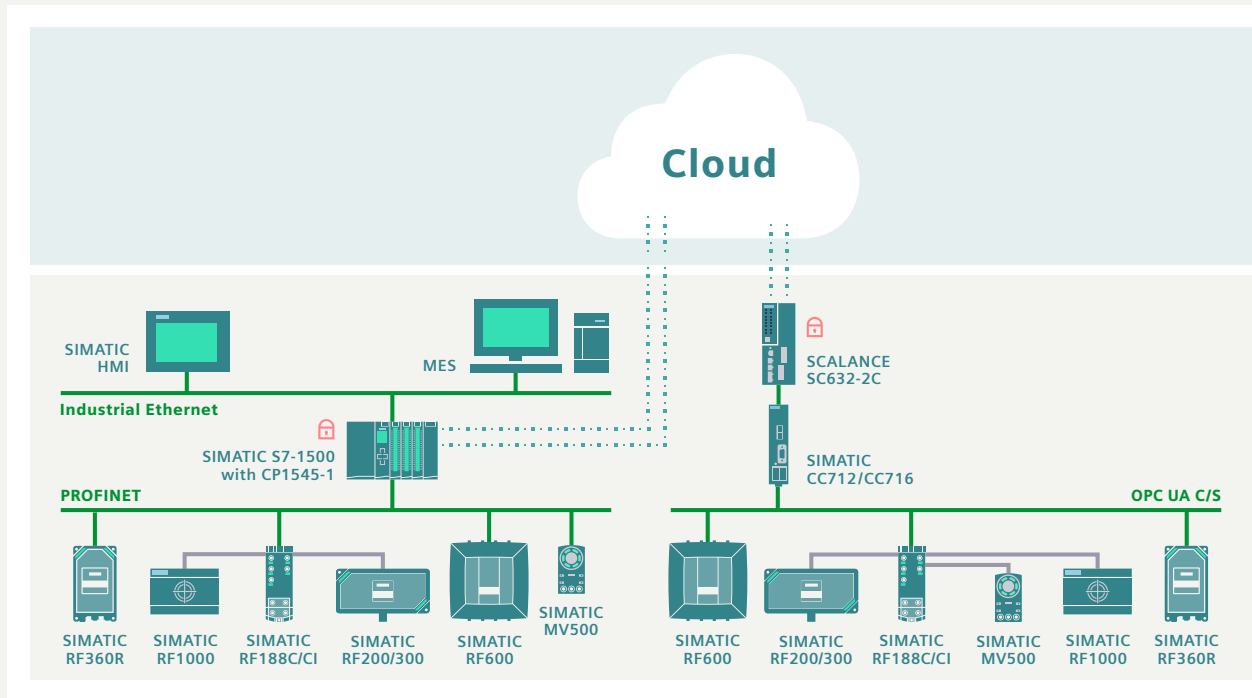 Cloud
SIMATIC
HMI
MES
Industrial Ethernet
SIMATIC S7-1500
with CP1545-1
SCALANCE
SC632-2C
SIMATIC
CC712/CC716
PROFINET
OPC UA C/S
SIMATIC
RF360R
SIMATIC
RF1000
SIMATIC
RF188C/CI
SIMATIC
RF200/300
SIMATIC
RF600
SIMATIC
MV500
SIMATIC
RF600
SIMATIC
RF200/300
SIMATIC
RF188C/CI
SIMATIC
MV500
SIMATIC
RF1000
SIMATIC
RF360R